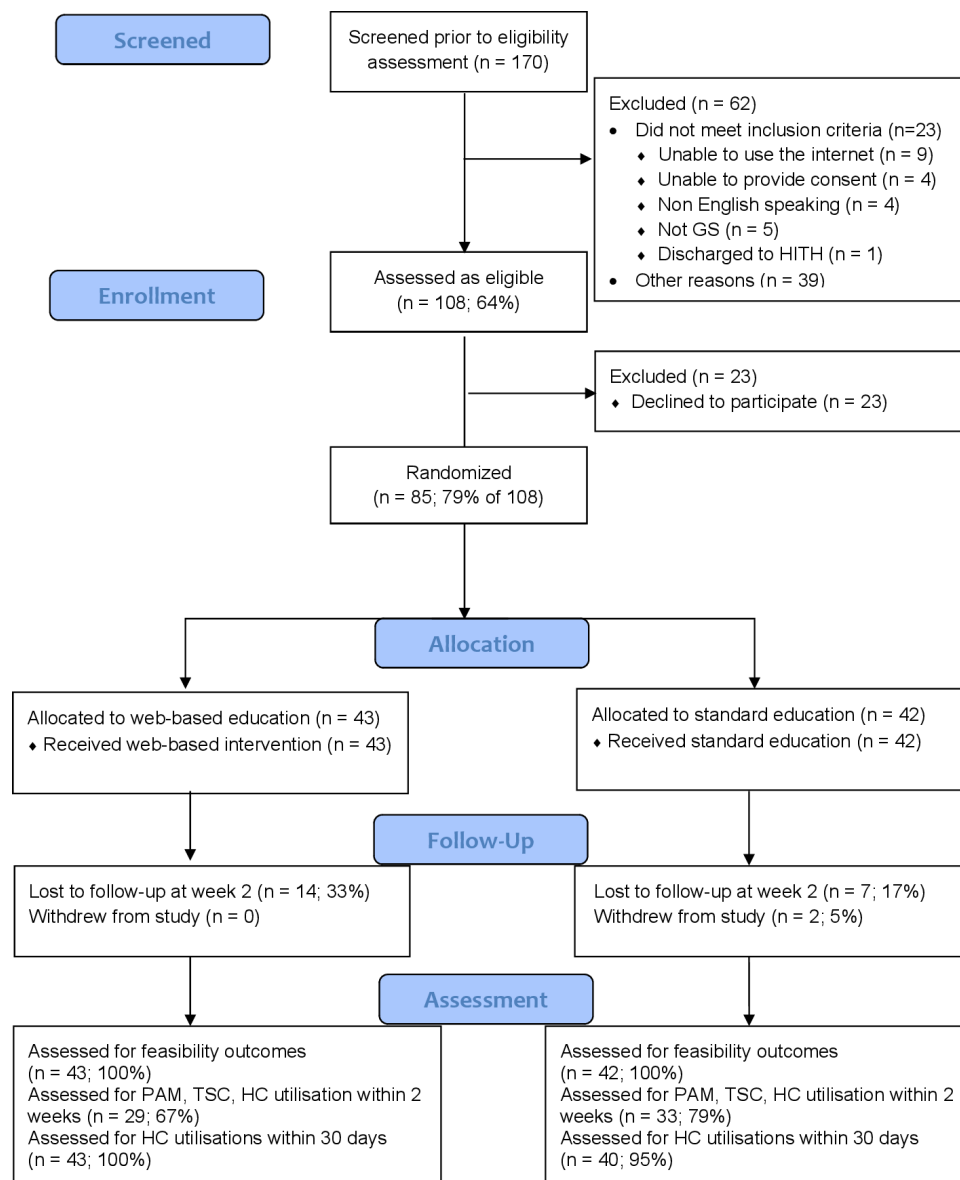 Screened
Screened prior to eligibility
assessment (n = 170)
Excluded (n = 62)
• Did not meet inclusion criteria (n=23)
♦ Unable to use the internet (n = 9)
♦ Unable to provide consent (n = 4)
♦ Non English speaking (n = 4)
♦ Not GS (n = 5)
♦ Discharged to HITH (n = 1)
• Other reasons (n = 39)
Enrollment
Assessed as eligible
(n = 108; 64%)
Excluded (n = 23)
♦ Declined to participate (n = 23)
Randomized
(n = 85; 79% of 108)
Allocation
Allocated to web-based education (n = 43)
♦ Received web-based intervention (n = 43)
Allocated to standard education (n = 42)
♦ Received standard education (n = 42)
Follow-Up
Lost to follow-up at week 2 (n = 14; 33%)
Withdrew from study (n = 0)
Lost to follow-up at week 2 (n = 7; 17%)
Withdrew from study (n = 2; 5%)
Assessment
Assessed for feasibility outcomes
(n = 43; 100%)
Assessed for PAM, TSC, HC utilisation within 2
weeks (n = 29; 67%)
Assessed for HC utilisations within 30 days
(n = 43; 100%)
Assessed for feasibility outcomes
(n = 42; 100%)
Assessed for PAM, TSC, HC utilisation within 2
weeks (n = 33; 79%)
Assessed for HC utilisations within 30 days
(n = 40; 95%)